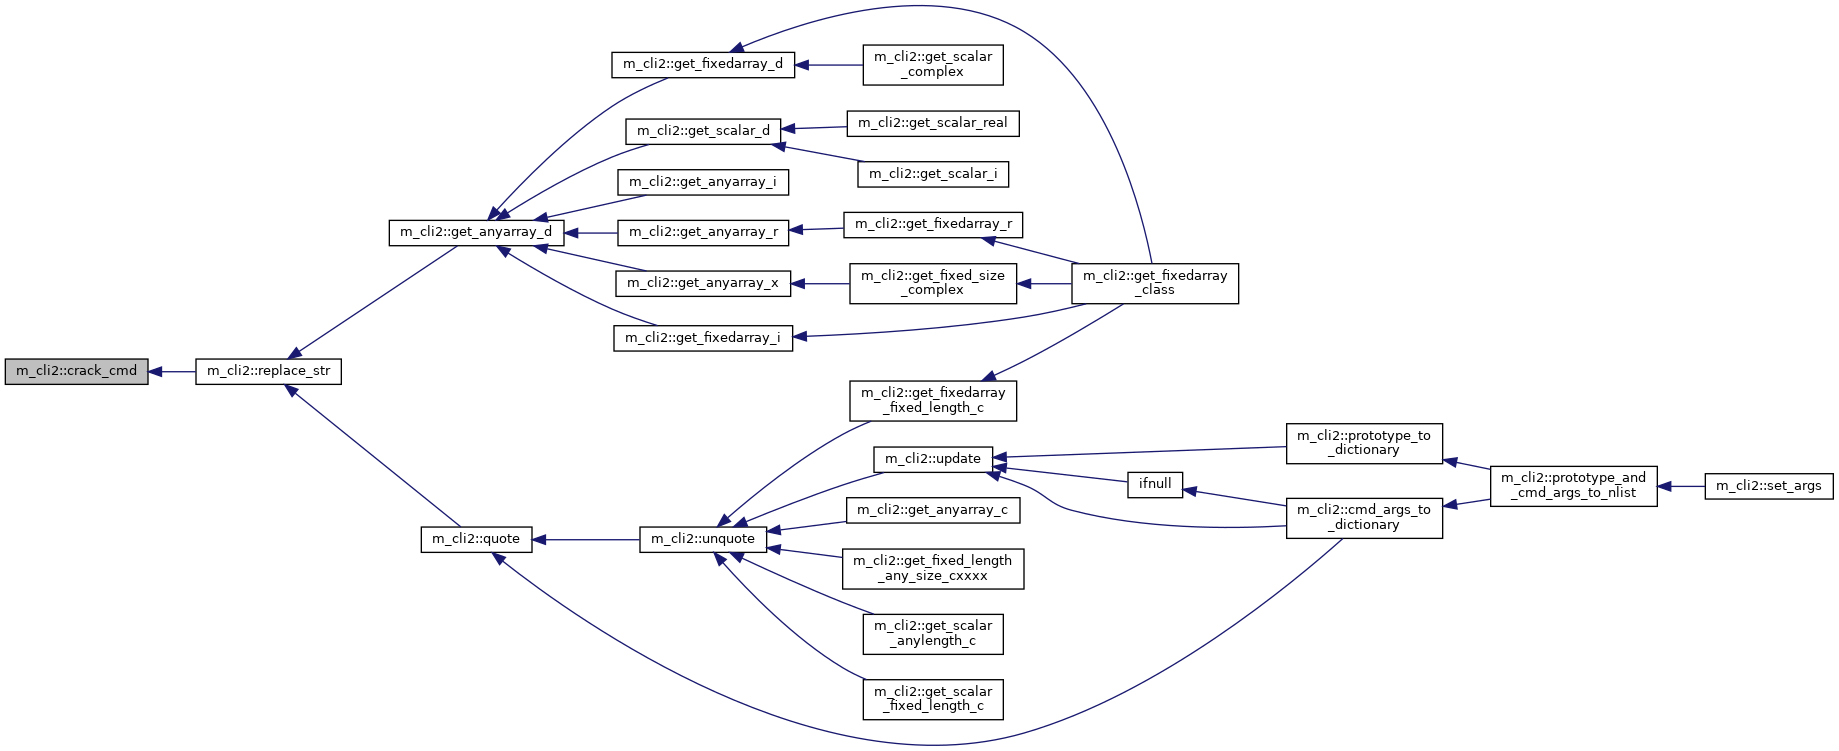 m_cli2::crack_cmd
m_cli2::replace_str
m_cli2::get_anyarray_d
m_cli2::get_fixedarray_d
m_cli2::get_scalar
_complex
m_cli2::get_scalar_d
m_cli2::get_scalar_real
m_cli2::get_scalar_i
m_cli2::get_anyarray_i
m_cli2::get_anyarray_r
m_cli2::get_fixedarray_r
m_cli2::get_anyarray_x
m_cli2::get_fixed_size
_complex
m_cli2::get_fixedarray
_class
m_cli2::get_fixedarray_i
m_cli2::quote
m_cli2::unquote
m_cli2::get_fixedarray
_fixed_length_c
m_cli2::update
m_cli2::get_anyarray_c
m_cli2::get_fixed_length
_any_size_cxxxx
m_cli2::get_scalar
_anylength_c
m_cli2::get_scalar
_fixed_length_c
ifnull
m_cli2::prototype_to
_dictionary
m_cli2::cmd_args_to
_dictionary
m_cli2::prototype_and
_cmd_args_to_nlist
m_cli2::set_args